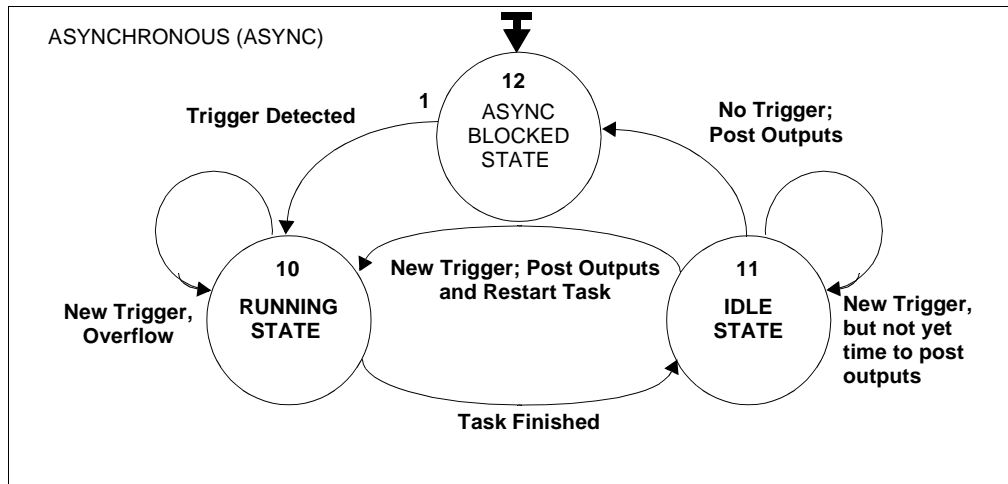 ASYNCHRONOUS (ASYNC)
12
ASYNC
BLOCKED
STATE
1
Trigger Detected
No Trigger;
Post Outputs
10
RUNNING
STATE
New Trigger; Post Outputs
and Restart Task
11
IDLE
STATE
New Trigger,
Overflow
New Trigger,
but not yet
time to post
outputs
Task Finished